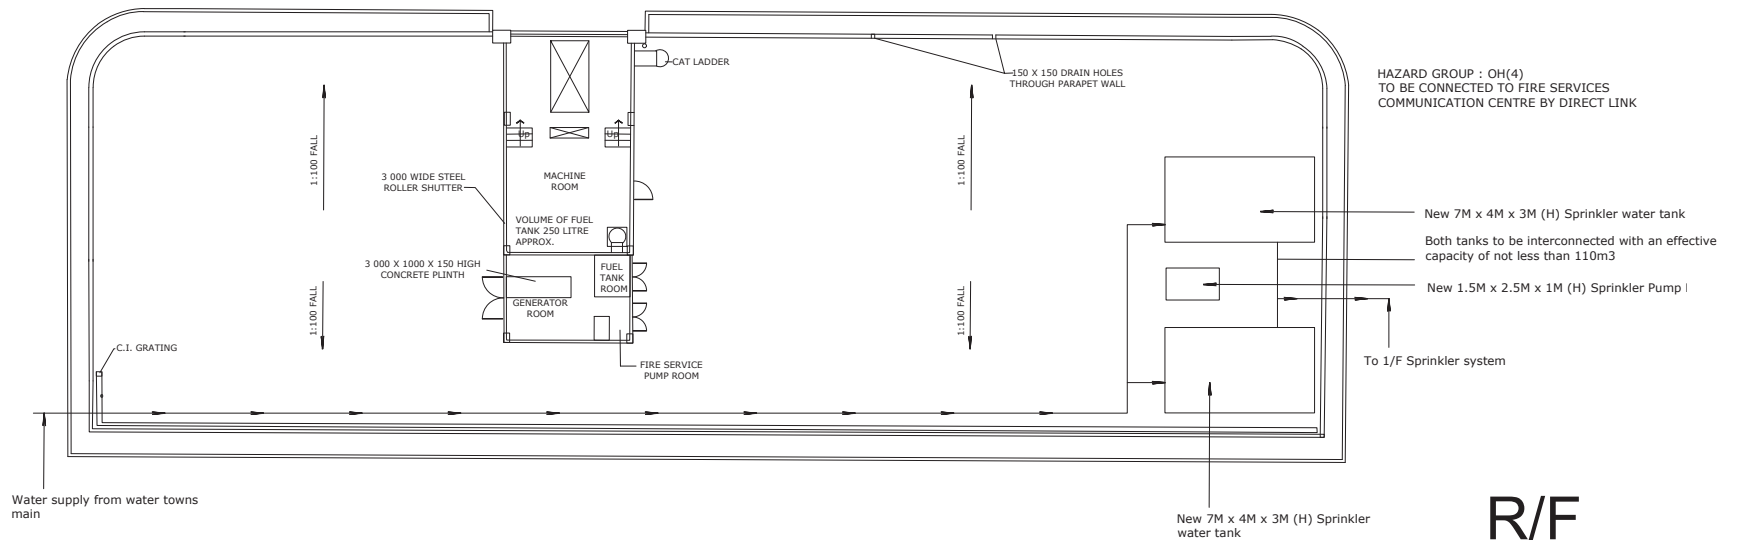 CAT LADDER
150 X 150 DRAIN HOLES
THROUGH PARAPET WALL
HAZARD GROUP : OH(4)
TO BE CONNECTED TO FIRE SERVICES
COMMUNICATION CENTRE BY DIRECT LINK
1:100 FALL
Up
Up
1:100 FALL
3 000 WIDE STEEL
ROLLER SHUTTER
MACHINE
ROOM
VOLUME OF FUEL
TANK 250 LITRE
APPROX.
New 7M x 4M x 3M (H) Sprinkler water tank
Both tanks to be interconnected with an effective
capacity of not less than 110m3
3 000 X 1000 X 150 HIGH
CONCRETE PLINTH
FUEL
TANK
ROOM
GENERATOR
ROOM
New 1.5M x 2.5M x 1M (H) Sprinkler Pump
1:100 FALL
1:100 FALL
C.I. GRATING
FIRE SERVICE
PUMP ROOM
To 1/F Sprinkler system
Water supply from water towns
main
New 7M x 4M x 3M (H) Sprinkler
water tank
R/F